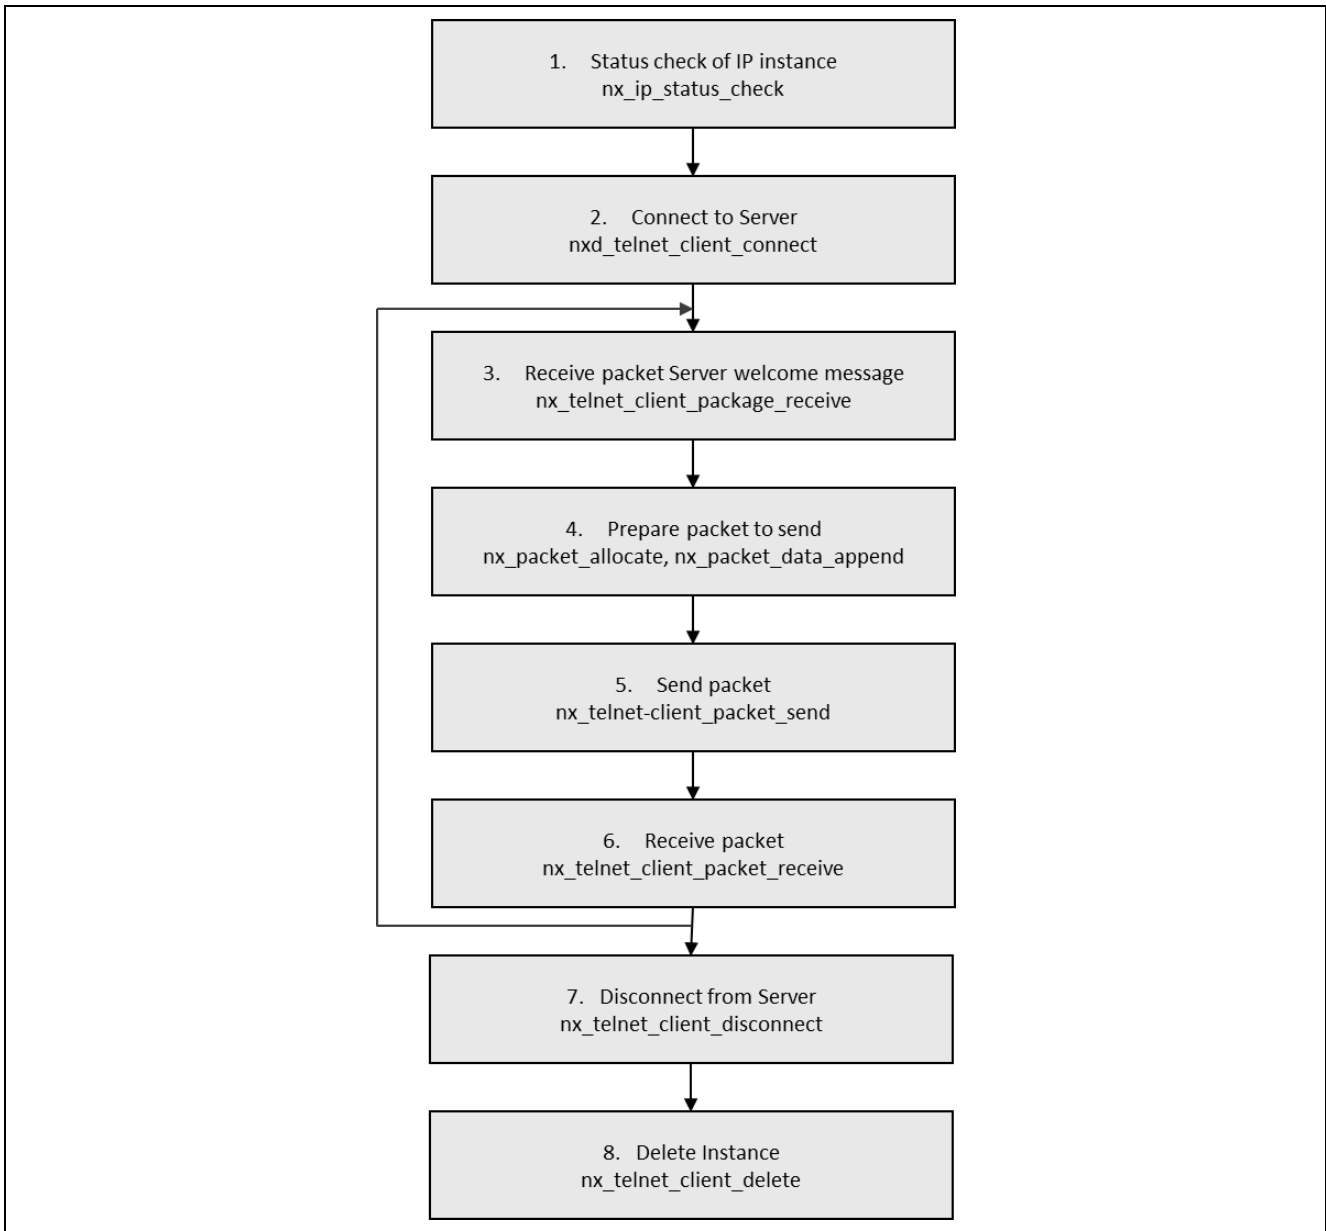 1. Status check of IP instance
nx_ip_status_check
2. Connect to Server
nxd_telnet_client_connect
3. Receive packet Server welcome message
nx_telnet_client_package_receive
4. Prepare packet to send
nx_packet_allocate, nx_packet_data_append
5. Send packet
nx_telnet-client_packet_send
6. Receive packet
nx_telnet_client_packet_receive
7. Disconnect from Server
nx_telnet_client_disconnect
8. Delete Instance
nx_telnet_client_delete